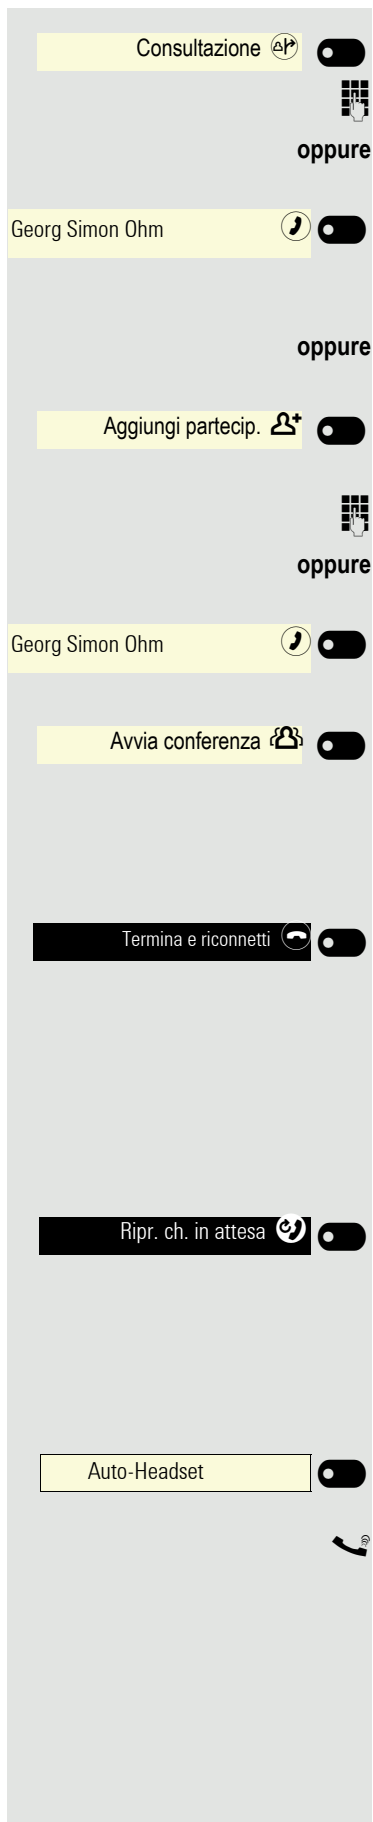 Consultazione
oppure
Georg Simon Ohm
oppure
Aggiungi partecip.
oppure
Georg Simon Ohm
Avvia conferenza
Termina e riconnetti
Ripr. ch. in attesa
Auto-Headset